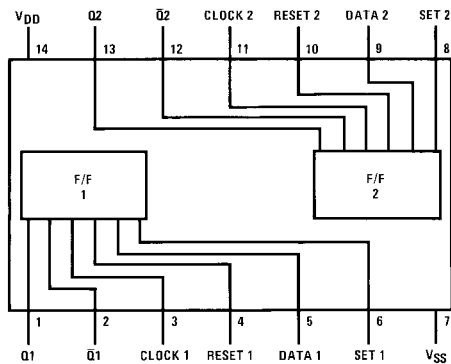 VDD Q2 Q̅2 CLOCK 2 RESET 2 DATA 2 SET 2
14 13 12 11 10 9 8
F/F
1
F/F
2
1 2 3 4 5 6 7
Q1 Q̅1 CLOCK 1 RESET 1 DATA 1 SET 1 VSS